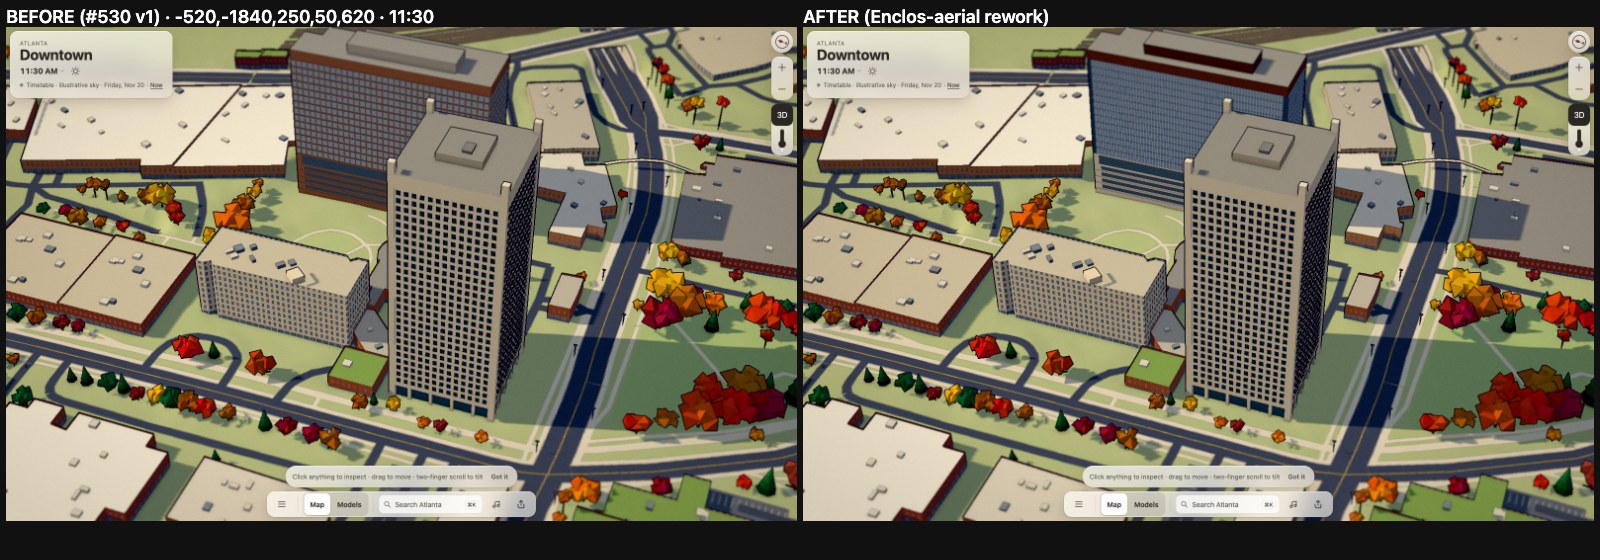 BEFORE (#530 v1) · -520,-1840,250,50,620 · 11:30
ATLANTA
Downtown
11:30 AM
Timetable · Illustrative sky · Friday, Nov 20 · Now
+
−
3D
Click anything to inspect · drag to move · two-finger scroll to tilt Got it
Map Models Search Atlanta ⌘K
AFTER (Enclos-aerial rework)
ATLANTA
Downtown
11:30 AM
Timetable · Illustrative sky · Friday, Nov 20 · Now
+
−
3D
Click anything to inspect · drag to move · two-finger scroll to tilt Got it
Map Models Search Atlanta ⌘K